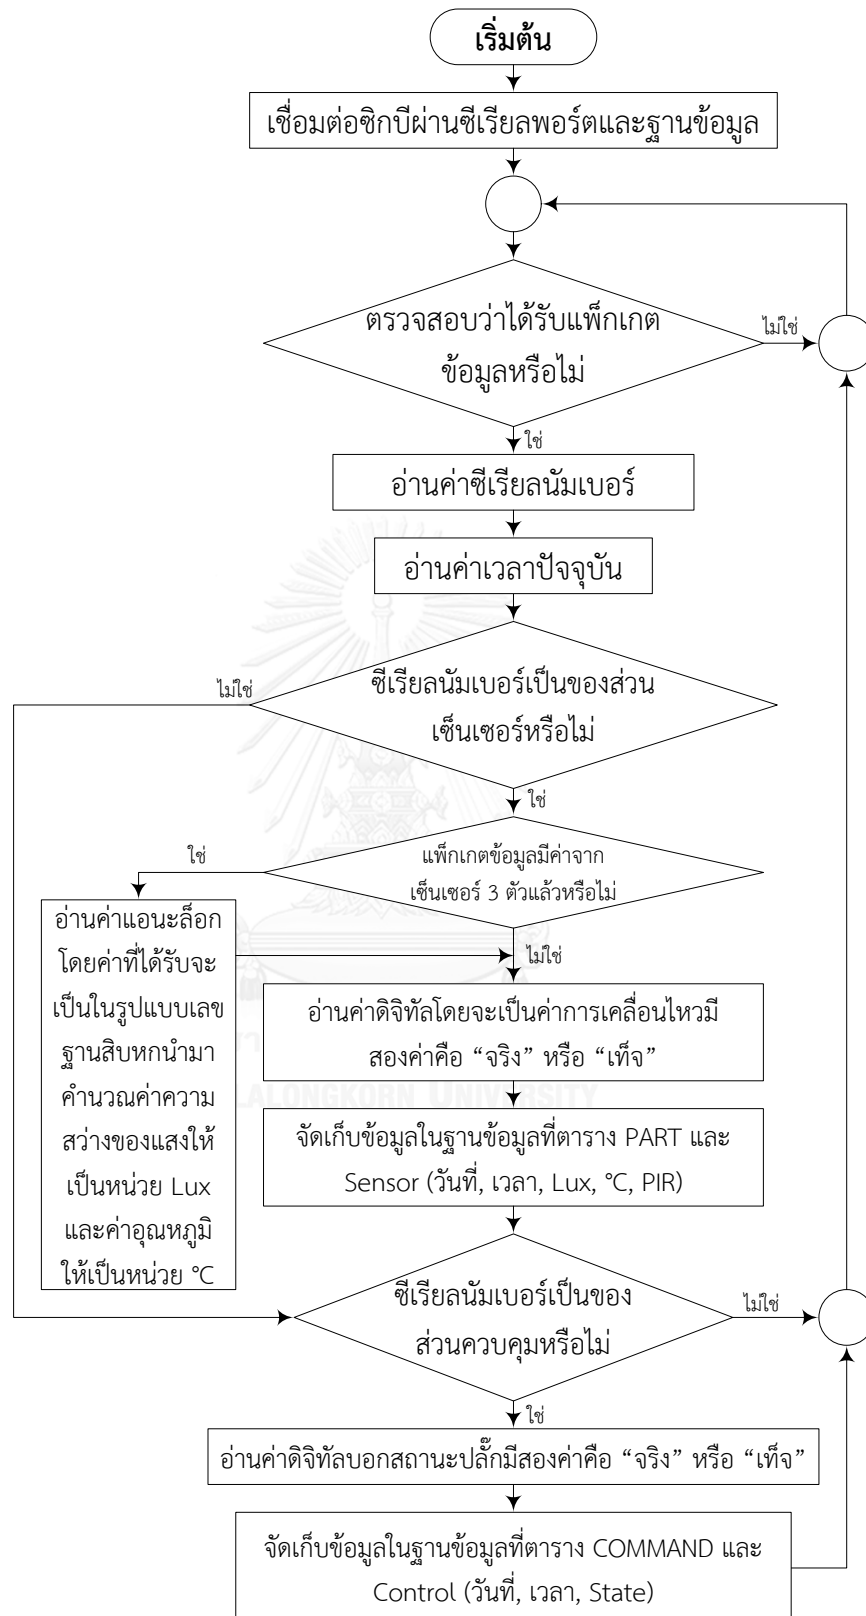 เริ่มต้น
เชื่อมต่อซิกบีผ่านซีเรียลพอร์ตและฐานข้อมูล
ตรวจสอบว่าได้รับแพ็กเกต
ข้อมูลหรือไม่
ไม่ใช่
ใช่
อ่านค่าซีเรียลนัมเบอร์
อ่านค่าเวลาปัจจุบัน
ซีเรียลนัมเบอร์เป็นของส่วน
เซ็นเซอร์หรือไม่
ไม่ใช่
ใช่
แพ็กเกตข้อมูลมีค่าจาก
เซ็นเซอร์ 3 ตัวแล้วหรือไม่
ใช่
ไม่ใช่
อ่านค่าแอนะล็อก
โดยค่าที่ได้รับจะ
เป็นในรูปแบบเลข
ฐานสิบหกนำมา
คำนวณค่าความ
สว่างของแสงให้
เป็นหน่วย Lux
และค่าอุณหภูมิ
ให้เป็นหน่วย °C
อ่านค่าดิจิทัลโดยจะเป็นค่าการเคลื่อนไหวมี
สองค่าคือ “จริง” หรือ “เท็จ”
LALONGKORN UNIVERSITY
จัดเก็บข้อมูลในฐานข้อมูลที่ตาราง PART และ
Sensor (วันที่, เวลา, Lux, °C, PIR)
ซีเรียลนัมเบอร์เป็นของ
ส่วนควบคุมหรือไม่
ไม่ใช่
ใช่
อ่านค่าดิจิทัลบอกสถานะปลั๊กมีสองค่าคือ “จริง” หรือ “เท็จ”
จัดเก็บข้อมูลในฐานข้อมูลที่ตาราง COMMAND และ
Control (วันที่, เวลา, State)